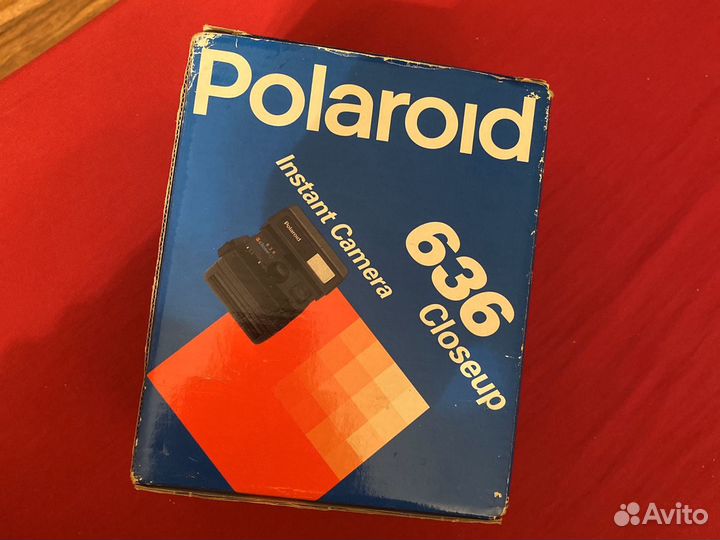 Polaroid
Instant Camera
Polaroid
636
Closeup
Avito